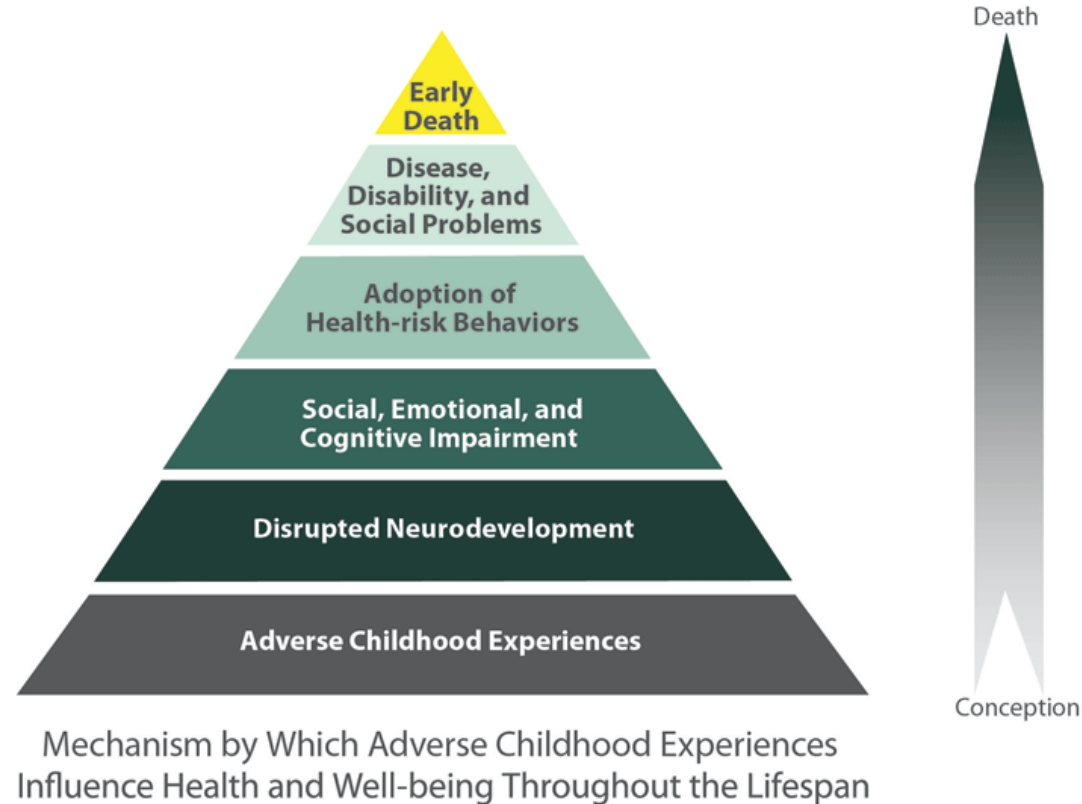 Death
Early
Death
Disease,
Disability, and
Social Problems
Adoption of
Health-risk Behaviors
Social, Emotional, and
Cognitive Impairment
Disrupted Neurodevelopment
Adverse Childhood Experiences
Conception
Mechanism by Which Adverse Childhood Experiences
Influence Health and Well-being Throughout the Lifespan